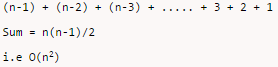 (n-1) + (n-2) + (n-3) + ..... + 3 + 2 + 1
Sum = n(n-1)/2
i.e O(n²)